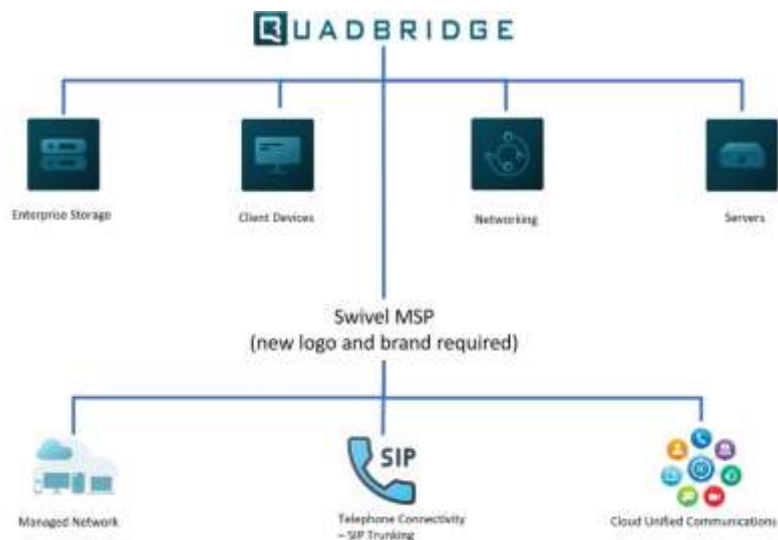 QUADBRIDGE
Enterprise Storage
Client Devices
Networking
Servers
Swivel MSP
(new logo and brand required)
SIP
Managed Network
Telephone Connectivity
– SIP Trunking
Cloud Unified Communications